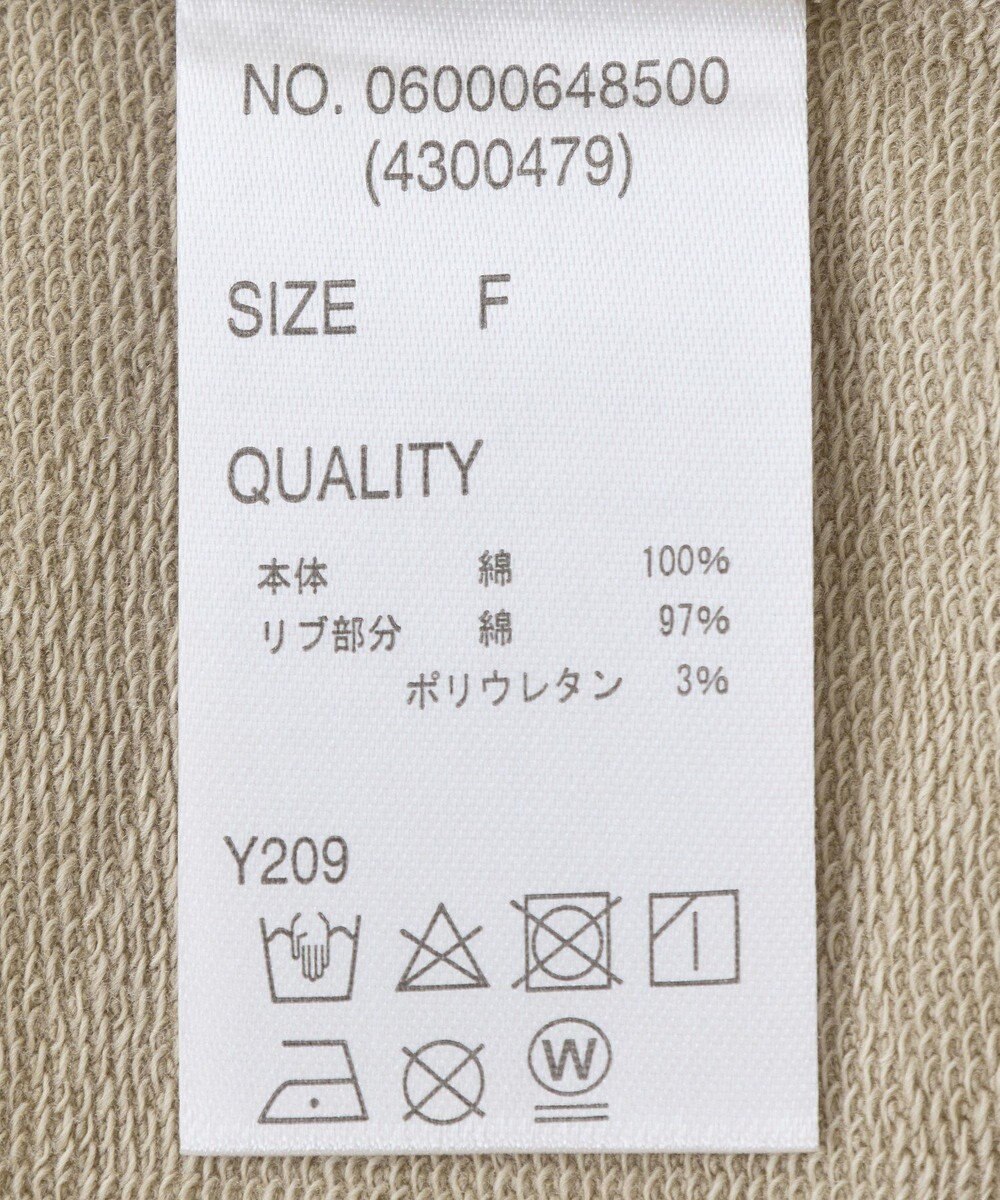 NO. 06000648500
(4300479)
SIZE F
QUALITY
本体 綿 100%
リブ部分 綿 97%
ポリウレタン 3%
Y209
W